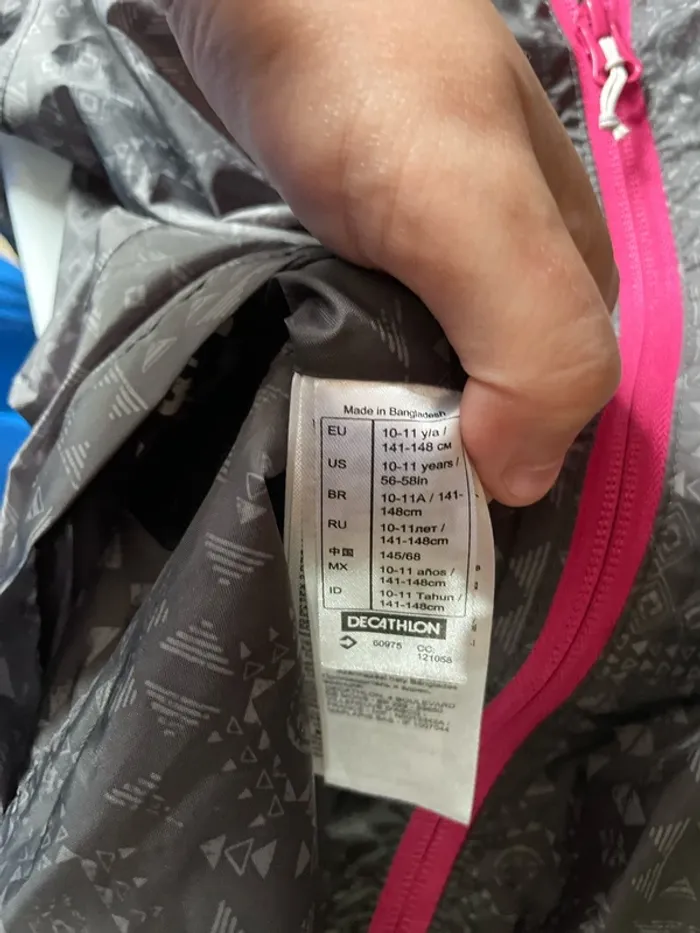 Made in Bangladesh
EU 10-11 y/a /
141-148 CM
US 10-11 years /
56-58in
BR 10-11A / 141-
148cm
RU 10-11лет /
141-148cm
中国 145/68
MX 10-11 años /
141-148cm
ID 10-11 Tahun /
141-148cm
DECATHLON
60975 CC:
121058
BOULEVARD